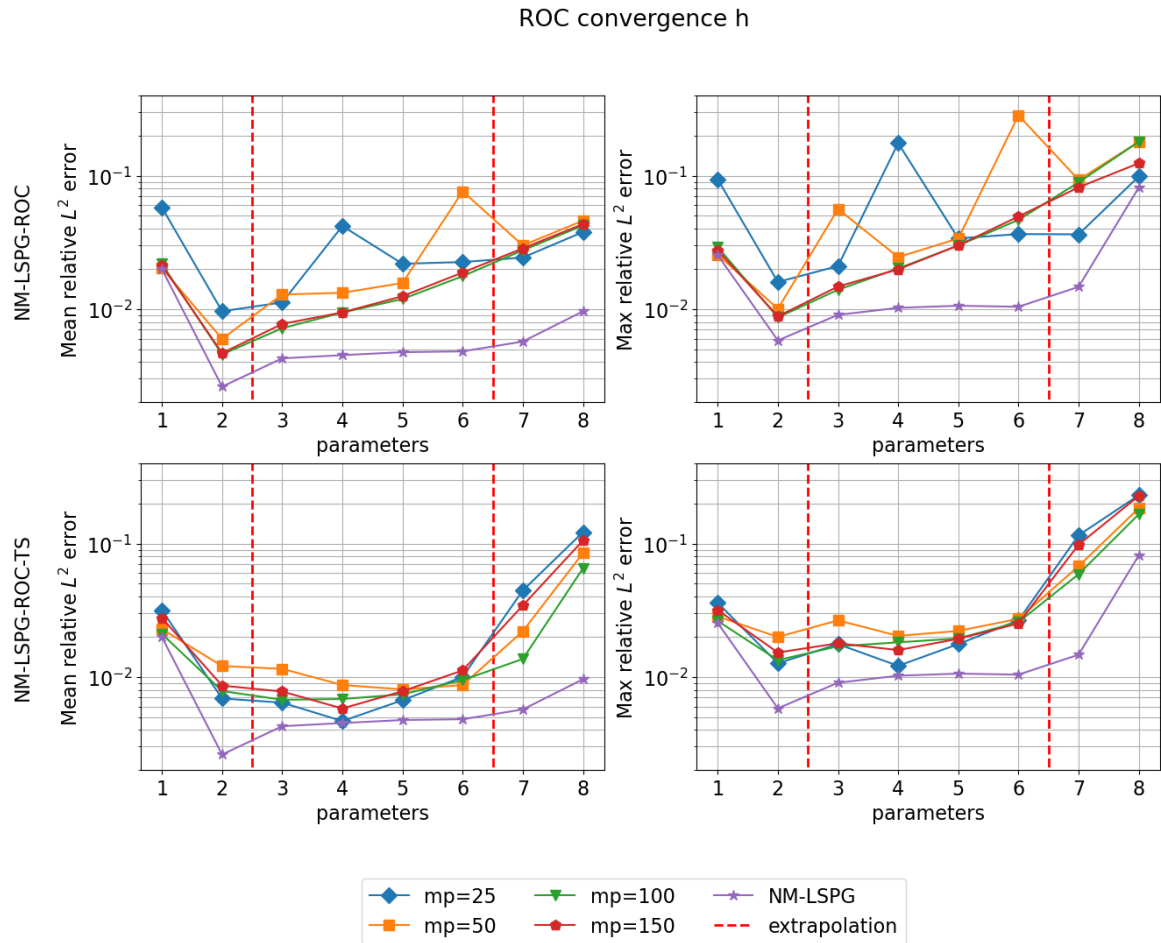 ROC convergence h
NM-LSPG-ROC
Mean relative L² error
10⁻¹
10⁻²
1 2 3 4 5 6 7 8
parameters
Max relative L² error
10⁻¹
10⁻²
1 2 3 4 5 6 7 8
parameters
NM-LSPG-ROC-TS
Mean relative L² error
10⁻¹
10⁻²
1 2 3 4 5 6 7 8
parameters
Max relative L² error
10⁻¹
10⁻²
1 2 3 4 5 6 7 8
parameters
mp=25 mp=100 NM-LSPG
mp=50 mp=150 extrapolation